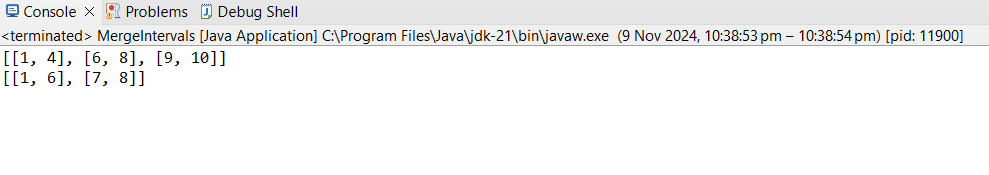 Console × Problems Debug Shell
<terminated> MergeIntervals [Java Application] C:\Program Files\Java\jdk-21\bin\javaw.exe (9 Nov 2024, 10:38:53 pm – 10:38:54 pm) [pid: 11900]
[[1, 4], [6, 8], [9, 10]]
[[1, 6], [7, 8]]